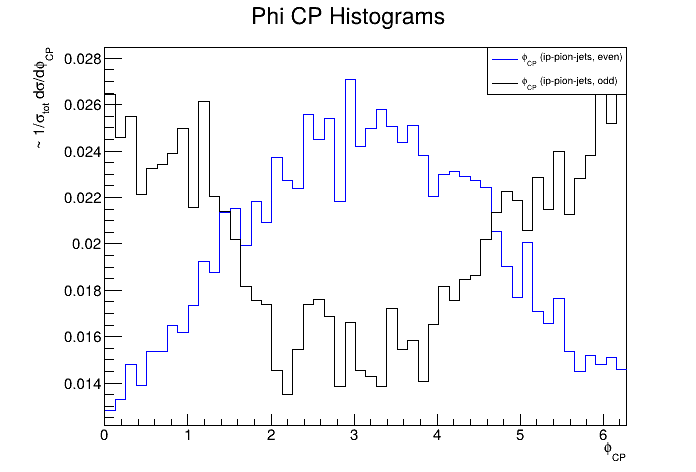 Phi CP Histograms
~ 1/σtot dσ/dϕCP
0.028
0.026
0.024
0.022
0.02
0.018
0.016
0.014
ϕCP (ip-pion-jets, even)
ϕCP (ip-pion-jets, odd)
0 1 2 3 4 5 6
ϕCP